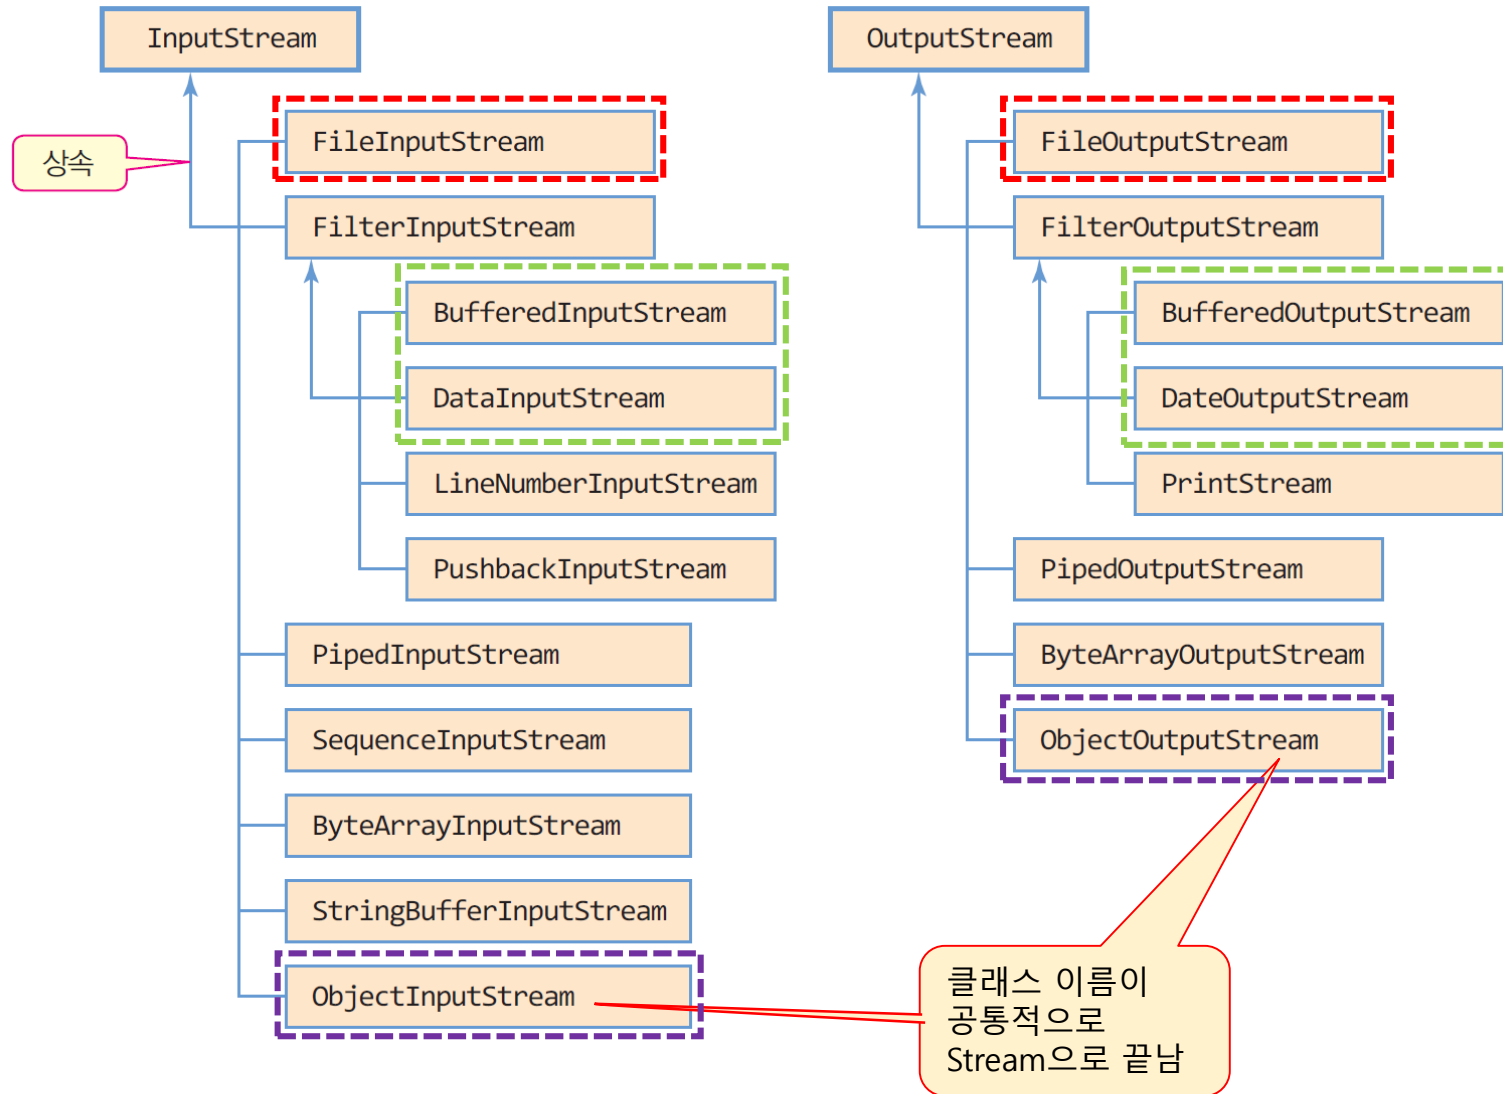 InputStream
상속
FileInputStream
FilterInputStream
BufferedInputStream
DataInputStream
LineNumberInputStream
PushbackInputStream
PipedInputStream
SequenceInputStream
ByteArrayInputStream
StringBufferInputStream
ObjectInputStream
OutputStream
FileOutputStream
FilterOutputStream
BufferedOutputStream
DateOutputStream
PrintStream
PipedOutputStream
ByteArrayOutputStream
ObjectOutputStream
클래스 이름이
공통적으로
Stream으로 끝남